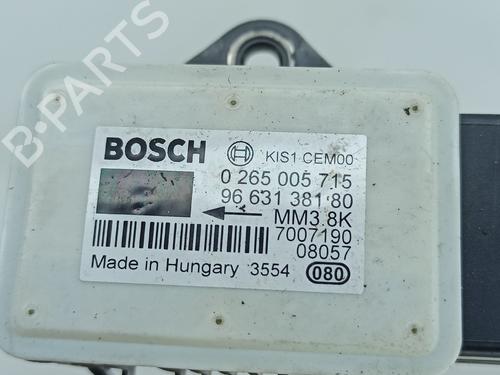 BOSCH KIS1 CEM00
0 265 005 715
96 631 381 80
MM3.8K
7007190
08057
Made in Hungary 3554 080
B-PARTS